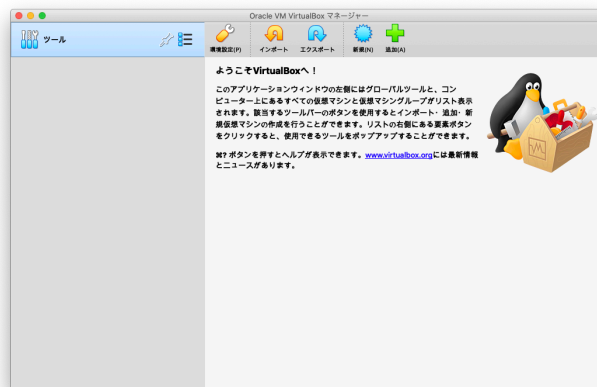 Oracle VM VirtualBox マネージャー
ツール
環境設定(P)
インポート
エクスポート
新規(N)
追加(A)
ようこそVirtualBoxへ！
このアプリケーションウィンドウの左側にはグローバルツールと、コン
ピューター上にあるすべての仮想マシンと仮想マシングループがリスト表示
されます。該当するツールバーのボタンを使用するとインポート・追加・新
規仮想マシンの作成を行うことができます。リストの右側にある要素ボタン
をクリックすると、使用できるツールをポップアップすることができます。
⌘? ボタンを押すとヘルプが表示できます。www.virtualbox.orgには最新情報
とニュースがあります。